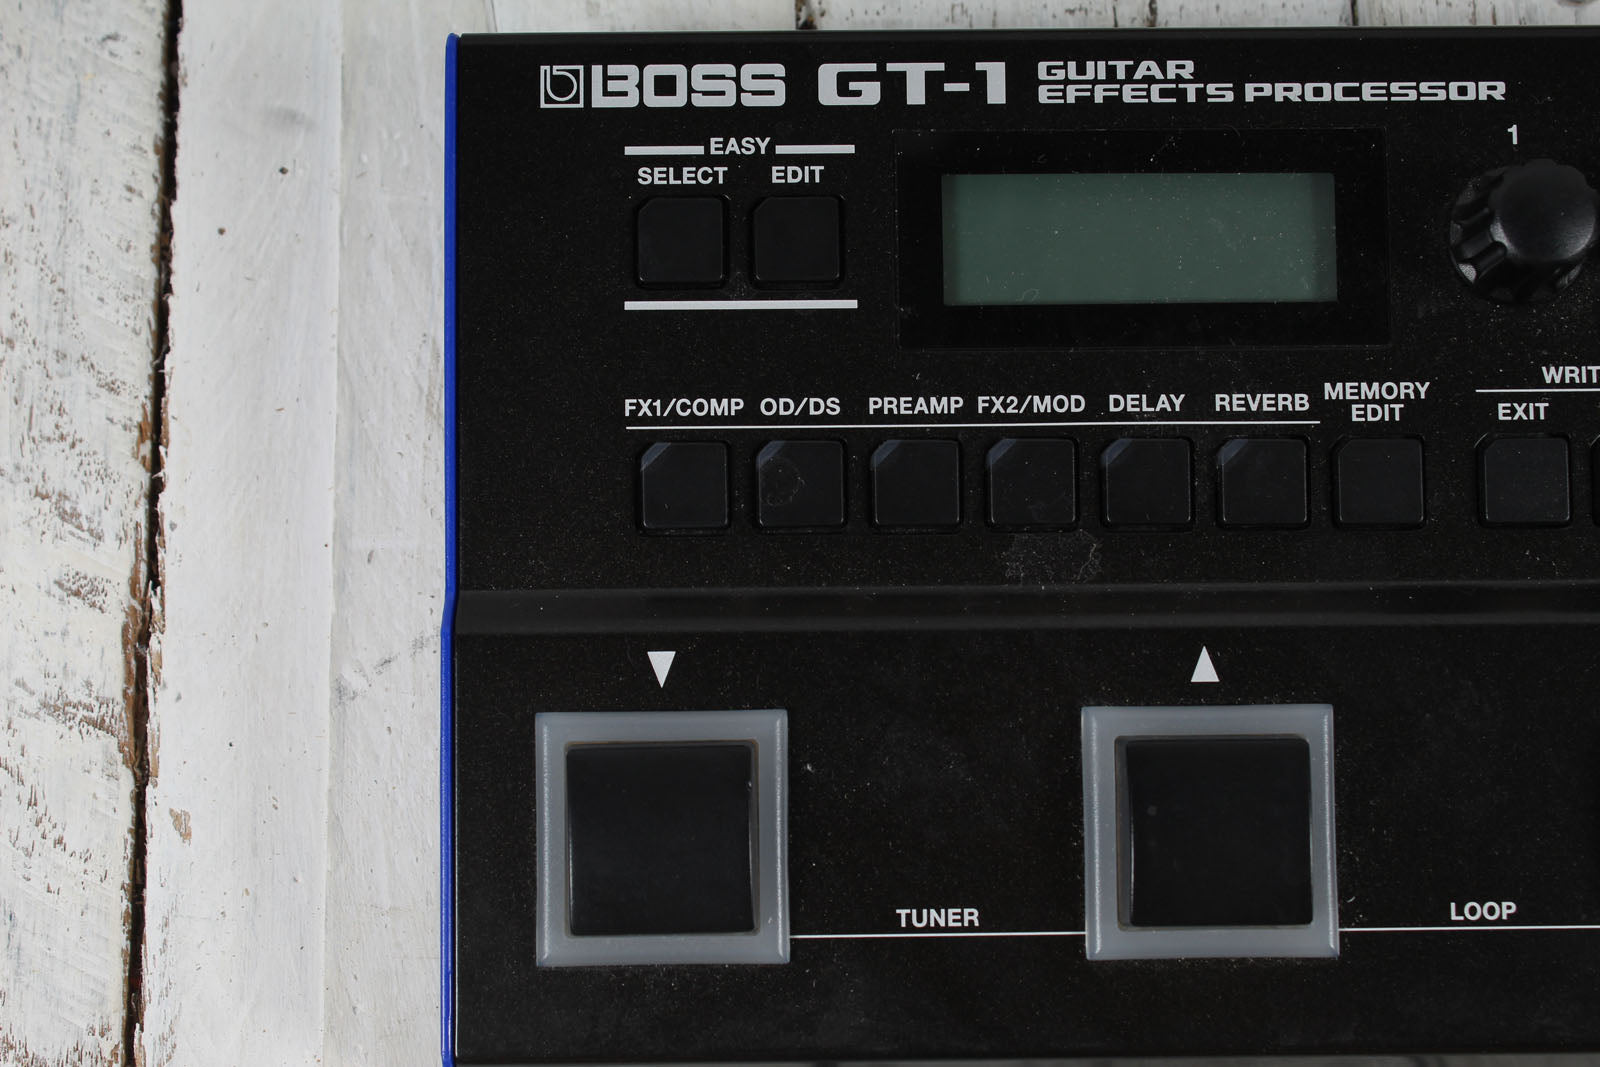 BOSS GT-1 GUITAR
EFFECTS PROCESSOR
EASY
SELECT EDIT
1
FX1/COMP OD/DS PREAMP FX2/MOD DELAY REVERB MEMORY
EDIT
WRIT
EXIT
TUNER
LOOP